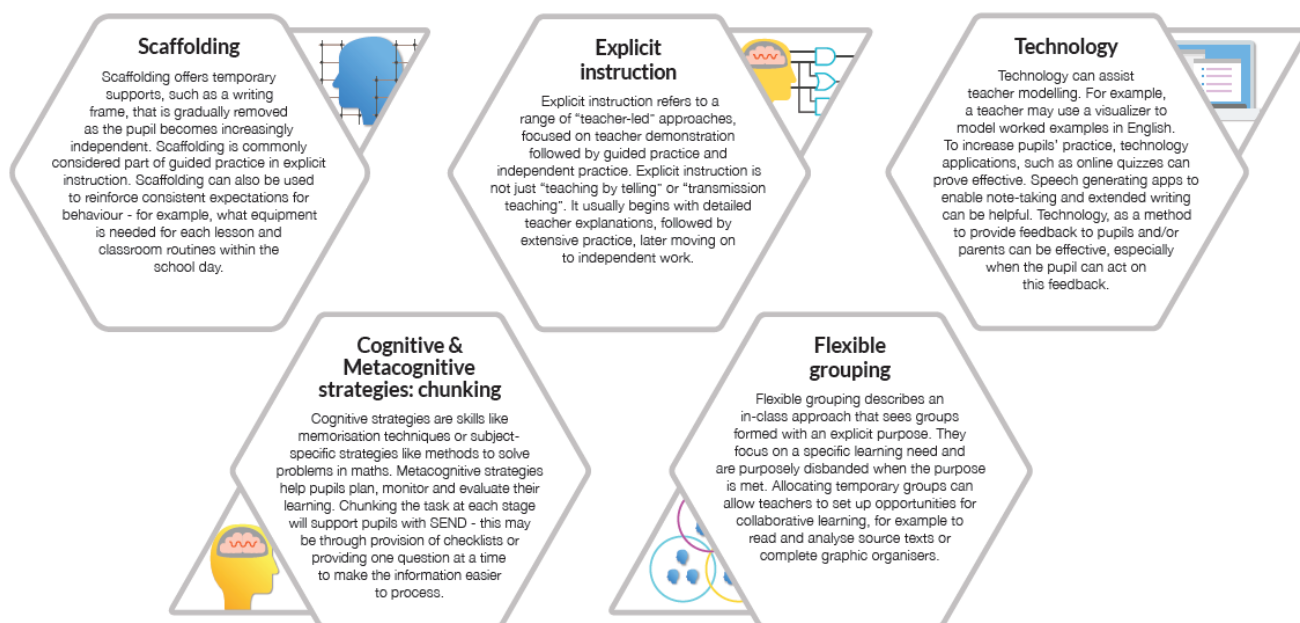 Scaffolding
Scaffolding offers temporary
supports, such as a writing
frame, that is gradually removed
as the pupil becomes increasingly
independent. Scaffolding is commonly
considered part of guided practice in explicit
instruction. Scaffolding can also be used
to reinforce consistent expectations for
behaviour - for example, what equipment
is needed for each lesson and
classroom routines within the
school day.
Explicit
instruction
Explicit instruction refers to a
range of “teacher-led” approaches,
focused on teacher demonstration
followed by guided practice and
independent practice. Explicit instruction is
not just “teaching by telling” or “transmission
teaching”. It usually begins with detailed
teacher explanations, followed by
extensive practice, later moving on
to independent work.
Technology
Technology can assist
teacher modelling. For example,
a teacher may use a visualizer to
model worked examples in English.
To increase pupils’ practice, technology
applications, such as online quizzes can
prove effective. Speech generating apps to
enable note-taking and extended writing
can be helpful. Technology, as a method
to provide feedback to pupils and/or
parents can be effective, especially
when the pupil can act on
this feedback.
Cognitive &
Metacognitive
strategies: chunking
Cognitive strategies are skills like
memorisation techniques or subject-
specific strategies like methods to solve
problems in maths. Metacognitive strategies
help pupils plan, monitor and evaluate their
learning. Chunking the task at each stage
will support pupils with SEND - this may
be through provision of checklists or
providing one question at a time
to make the information easier
to process.
Flexible
grouping
Flexible grouping describes an
in-class approach that sees groups
formed with an explicit purpose. They
focus on a specific learning need and
are purposely disbanded when the purpose
is met. Allocating temporary groups can
allow teachers to set up opportunities for
collaborative learning, for example to
read and analyse source texts or
complete graphic organisers.